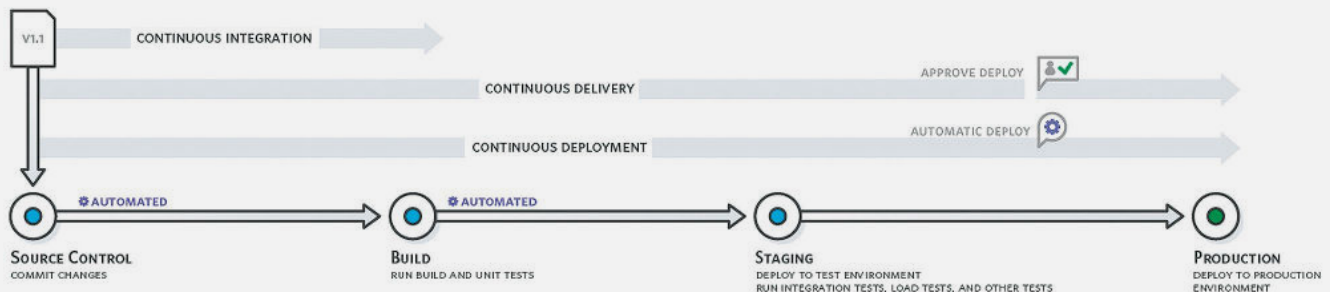 V1.1
CONTINUOUS INTEGRATION
APPROVE DEPLOY
CONTINUOUS DELIVERY
AUTOMATIC DEPLOY
CONTINUOUS DEPLOYMENT
AUTOMATED
AUTOMATED
SOURCE CONTROL
COMMIT CHANGES
BUILD
RUN BUILD AND UNIT TESTS
STAGING
DEPLOY TO TEST ENVIRONMENT
RUN INTEGRATION TESTS, LOAD TESTS, AND OTHER TESTS
PRODUCTION
DEPLOY TO PRODUCTION
ENVIRONMENT